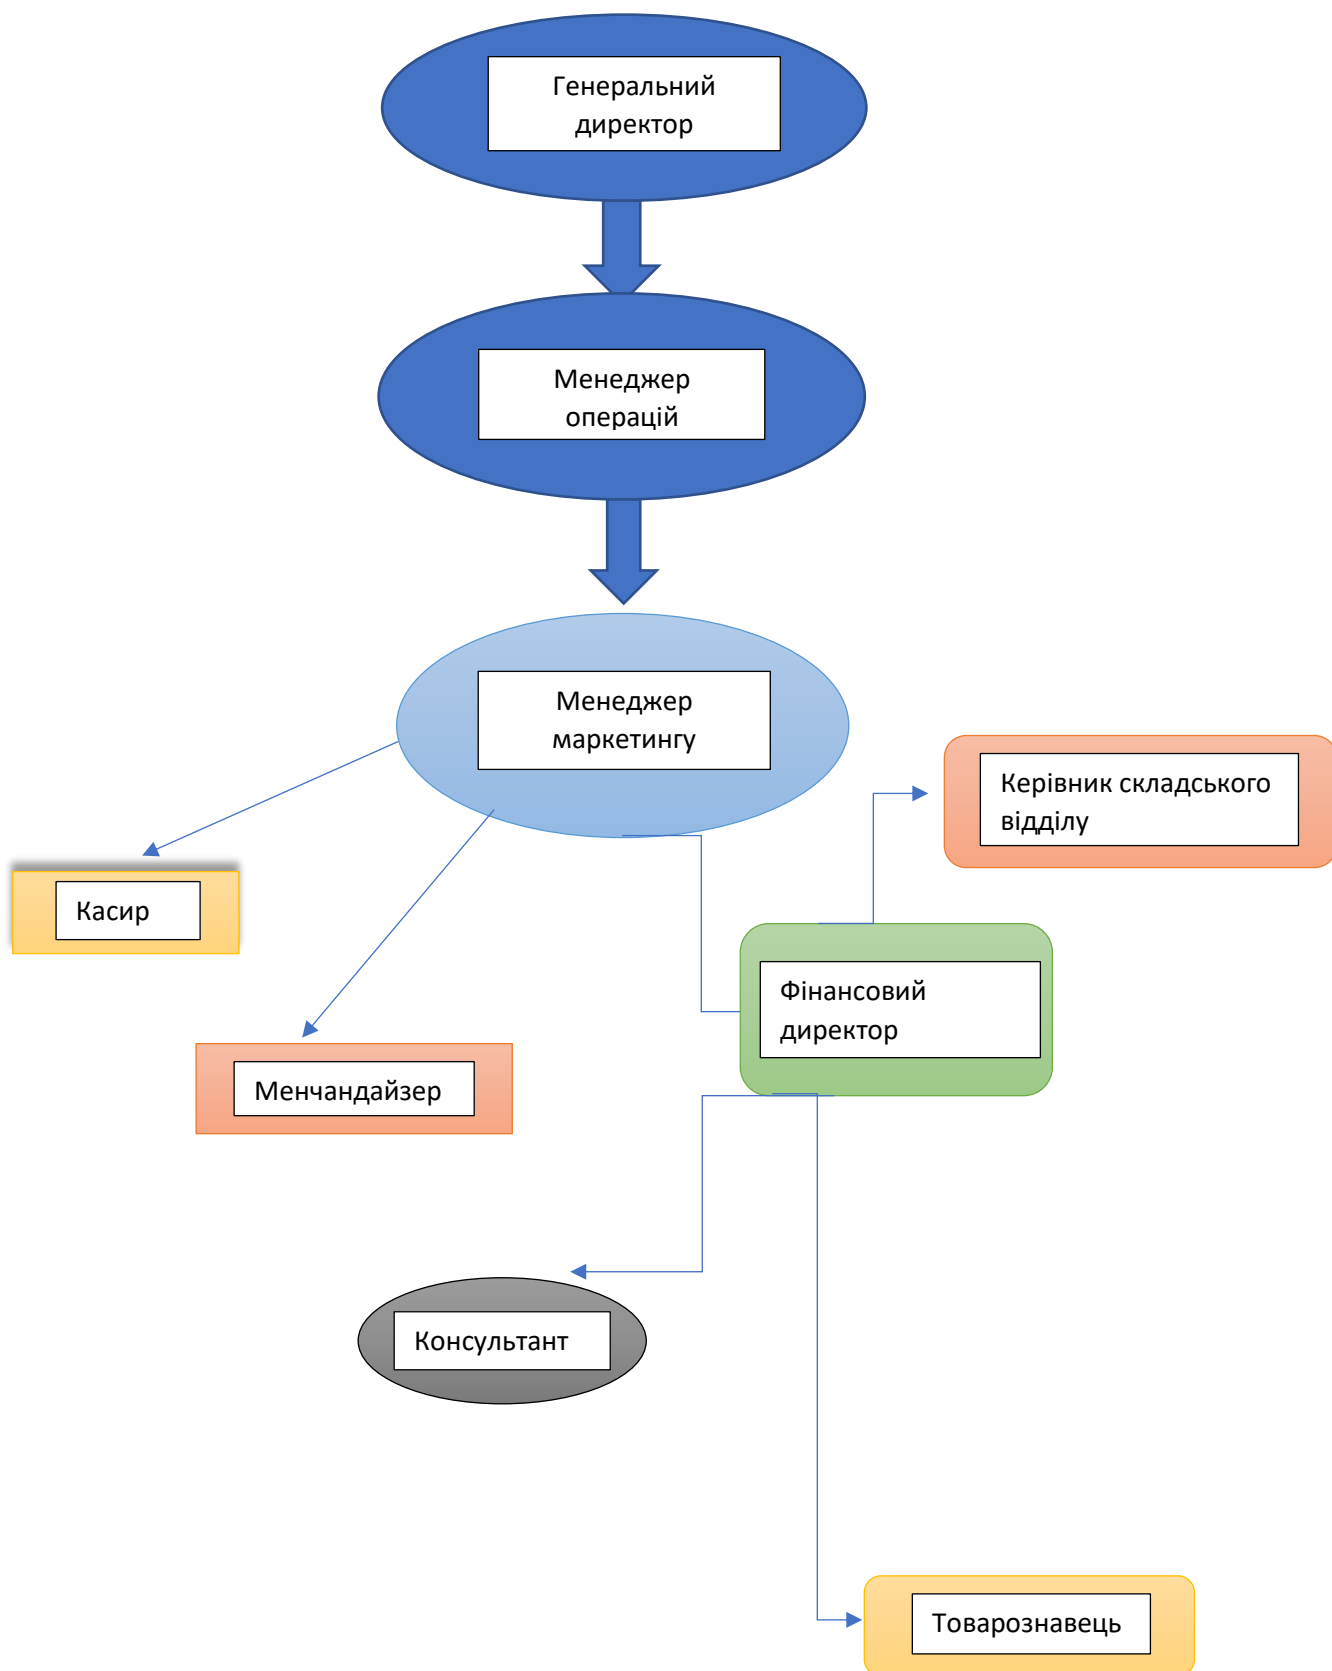 Генеральний
директор
Менеджер
операцій
Менеджер
маркетингу
Керівник складського
відділу
Касир
Фінансовий
директор
Менчандайзер
Консультант
Товарознавець